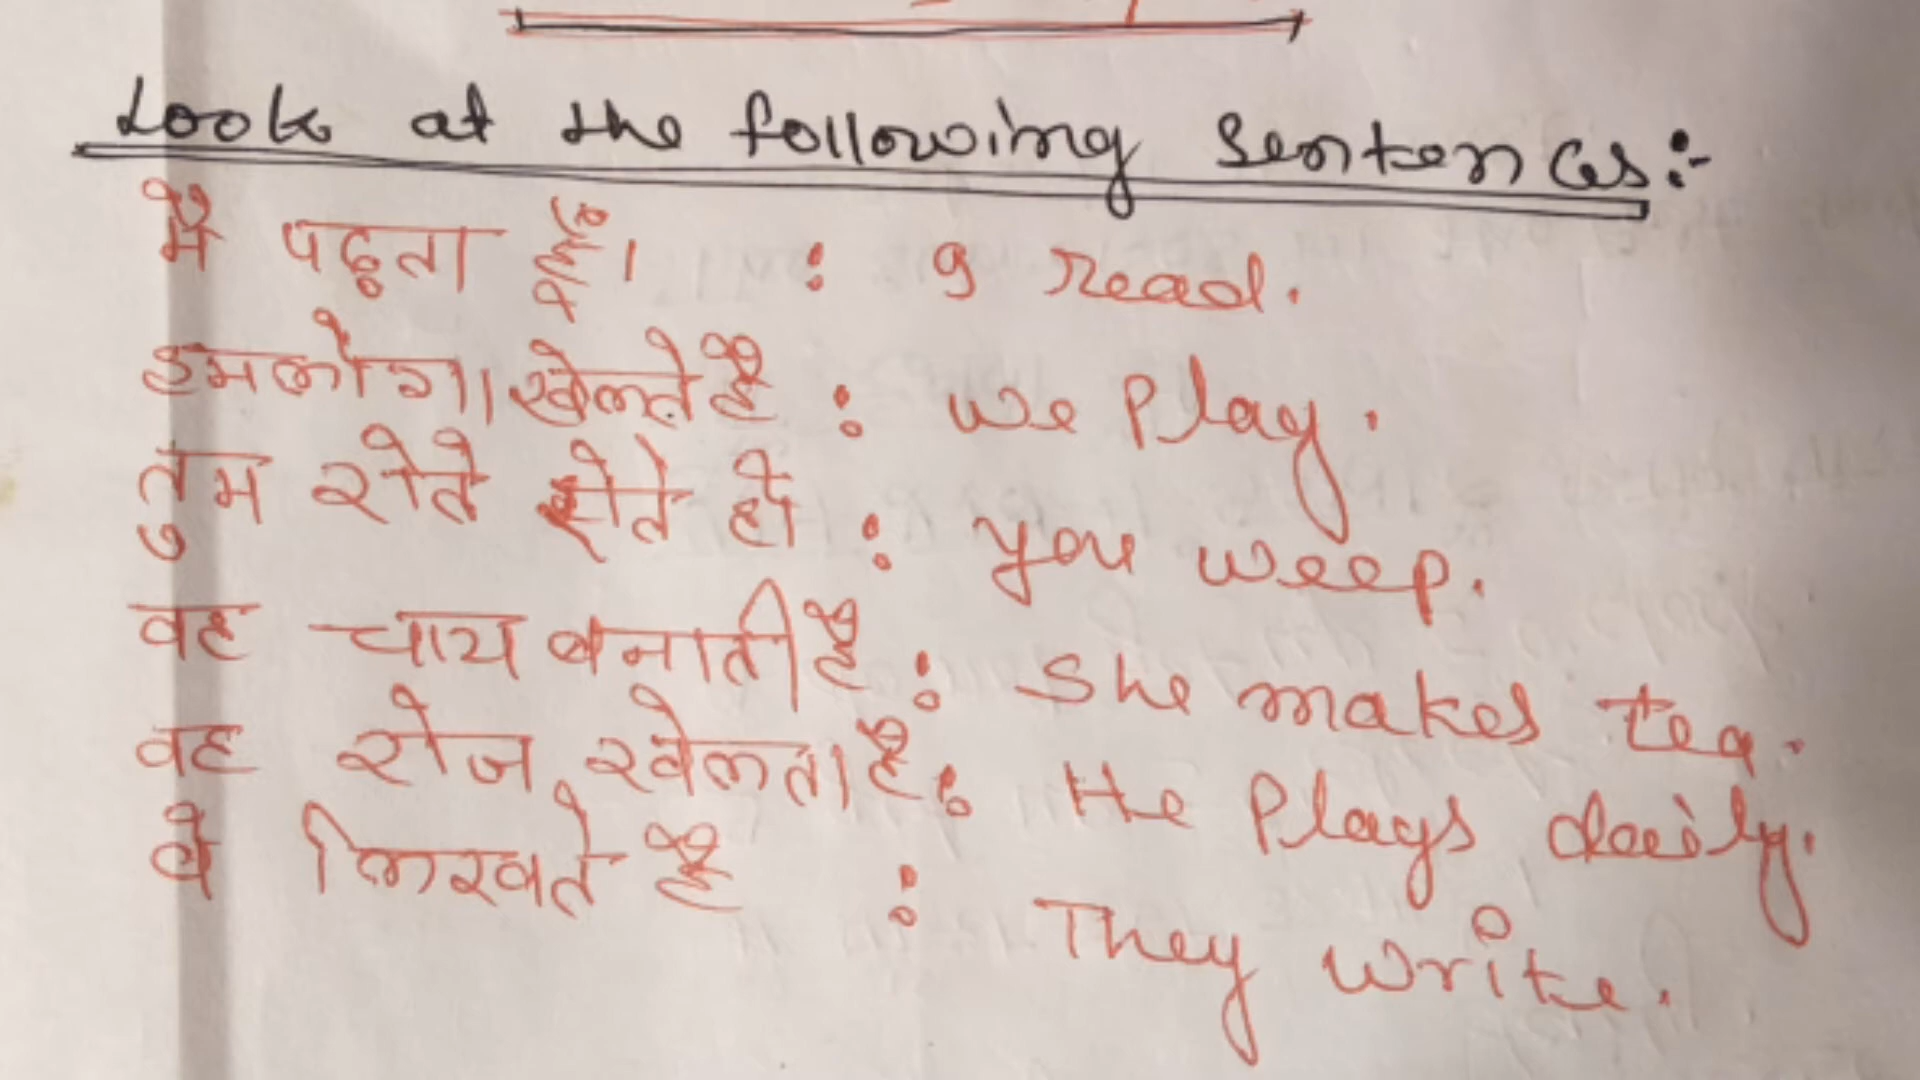 Look at the following Sentences:-
मैं पढ़ता हूँ। : I read.
हमलोग खेलते हैं : we Play.
तुम रोते रोते हो : you weep.
वह चाय बनाती है : She makes tea.
वह रोज खेलता है : He Plays daily.
वे लिखते हैं : They write.